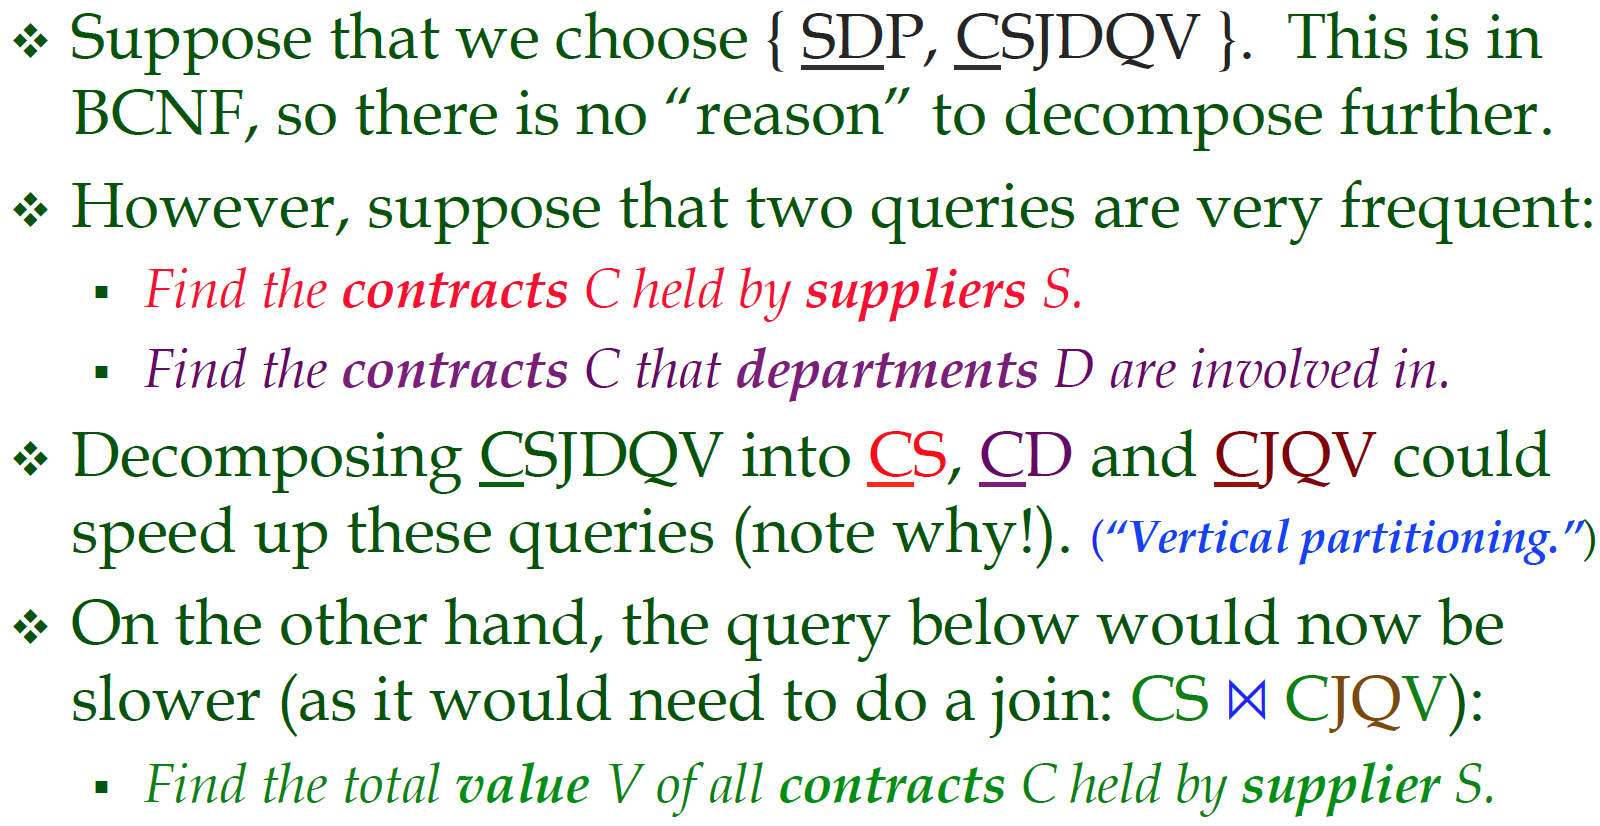 ❖ Suppose that we choose { SDP, CSJDQV }. This is in
BCNF, so there is no “reason” to decompose further.
❖ However, suppose that two queries are very frequent:
▪ Find the contracts C held by suppliers S.
▪ Find the contracts C that departments D are involved in.
❖ Decomposing CSJDQV into CS, CD and CJQV could
speed up these queries (note why!). (“Vertical partitioning.”)
❖ On the other hand, the query below would now be
slower (as it would need to do a join: CS ⋈ CJQV):
▪ Find the total value V of all contracts C held by supplier S.